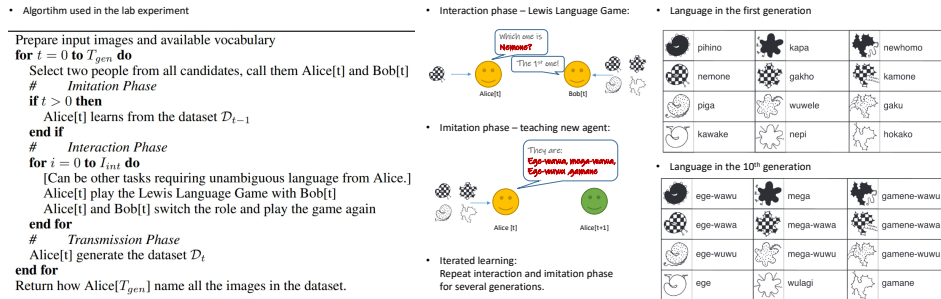 • Algortihm used in the lab experiment
Prepare input images and available vocabulary
for t = 0 to T_gen do
Select two people from all candidates, call them Alice[t] and Bob[t]
# Imitation Phase
if t > 0 then
Alice[t] learns from the dataset D_{t−1}
end if
# Interaction Phase
for i = 0 to I_int do
[Can be other tasks requiring unambiguous language from Alice.]
Alice[t] play the Lewis Language Game with Bob[t]
Alice[t] and Bob[t] switch the role and play the game again
end for
# Transmission Phase
Alice[t] generate the dataset D_t
end for
Return how Alice[T_gen] name all the images in the dataset.
• Interaction phase – Lewis Language Game:
Which one is
Nemone?
The 1st one!
Alice[t]
Bob[t]
• Imitation phase – teaching new agent:
They are:
Ege-wawa, mega-wawa,
Ege-wuwu, gamane
Alice [t]
Alice[t+1]
• Iterated learning:
Repeat interaction and imitation phase
for several generations.
• Language in the first generation
pihino kapa newhomo
nemone gakho kamone
piga wuwele gaku
kawake nepi hokako
• Language in the 10th generation
ege-wawu mega gamene-wawu
ege-wawa mega-wawa gamene-wawa
ege-wuwu mega-wuwu gamene-wuwu
ege wulagi gamane